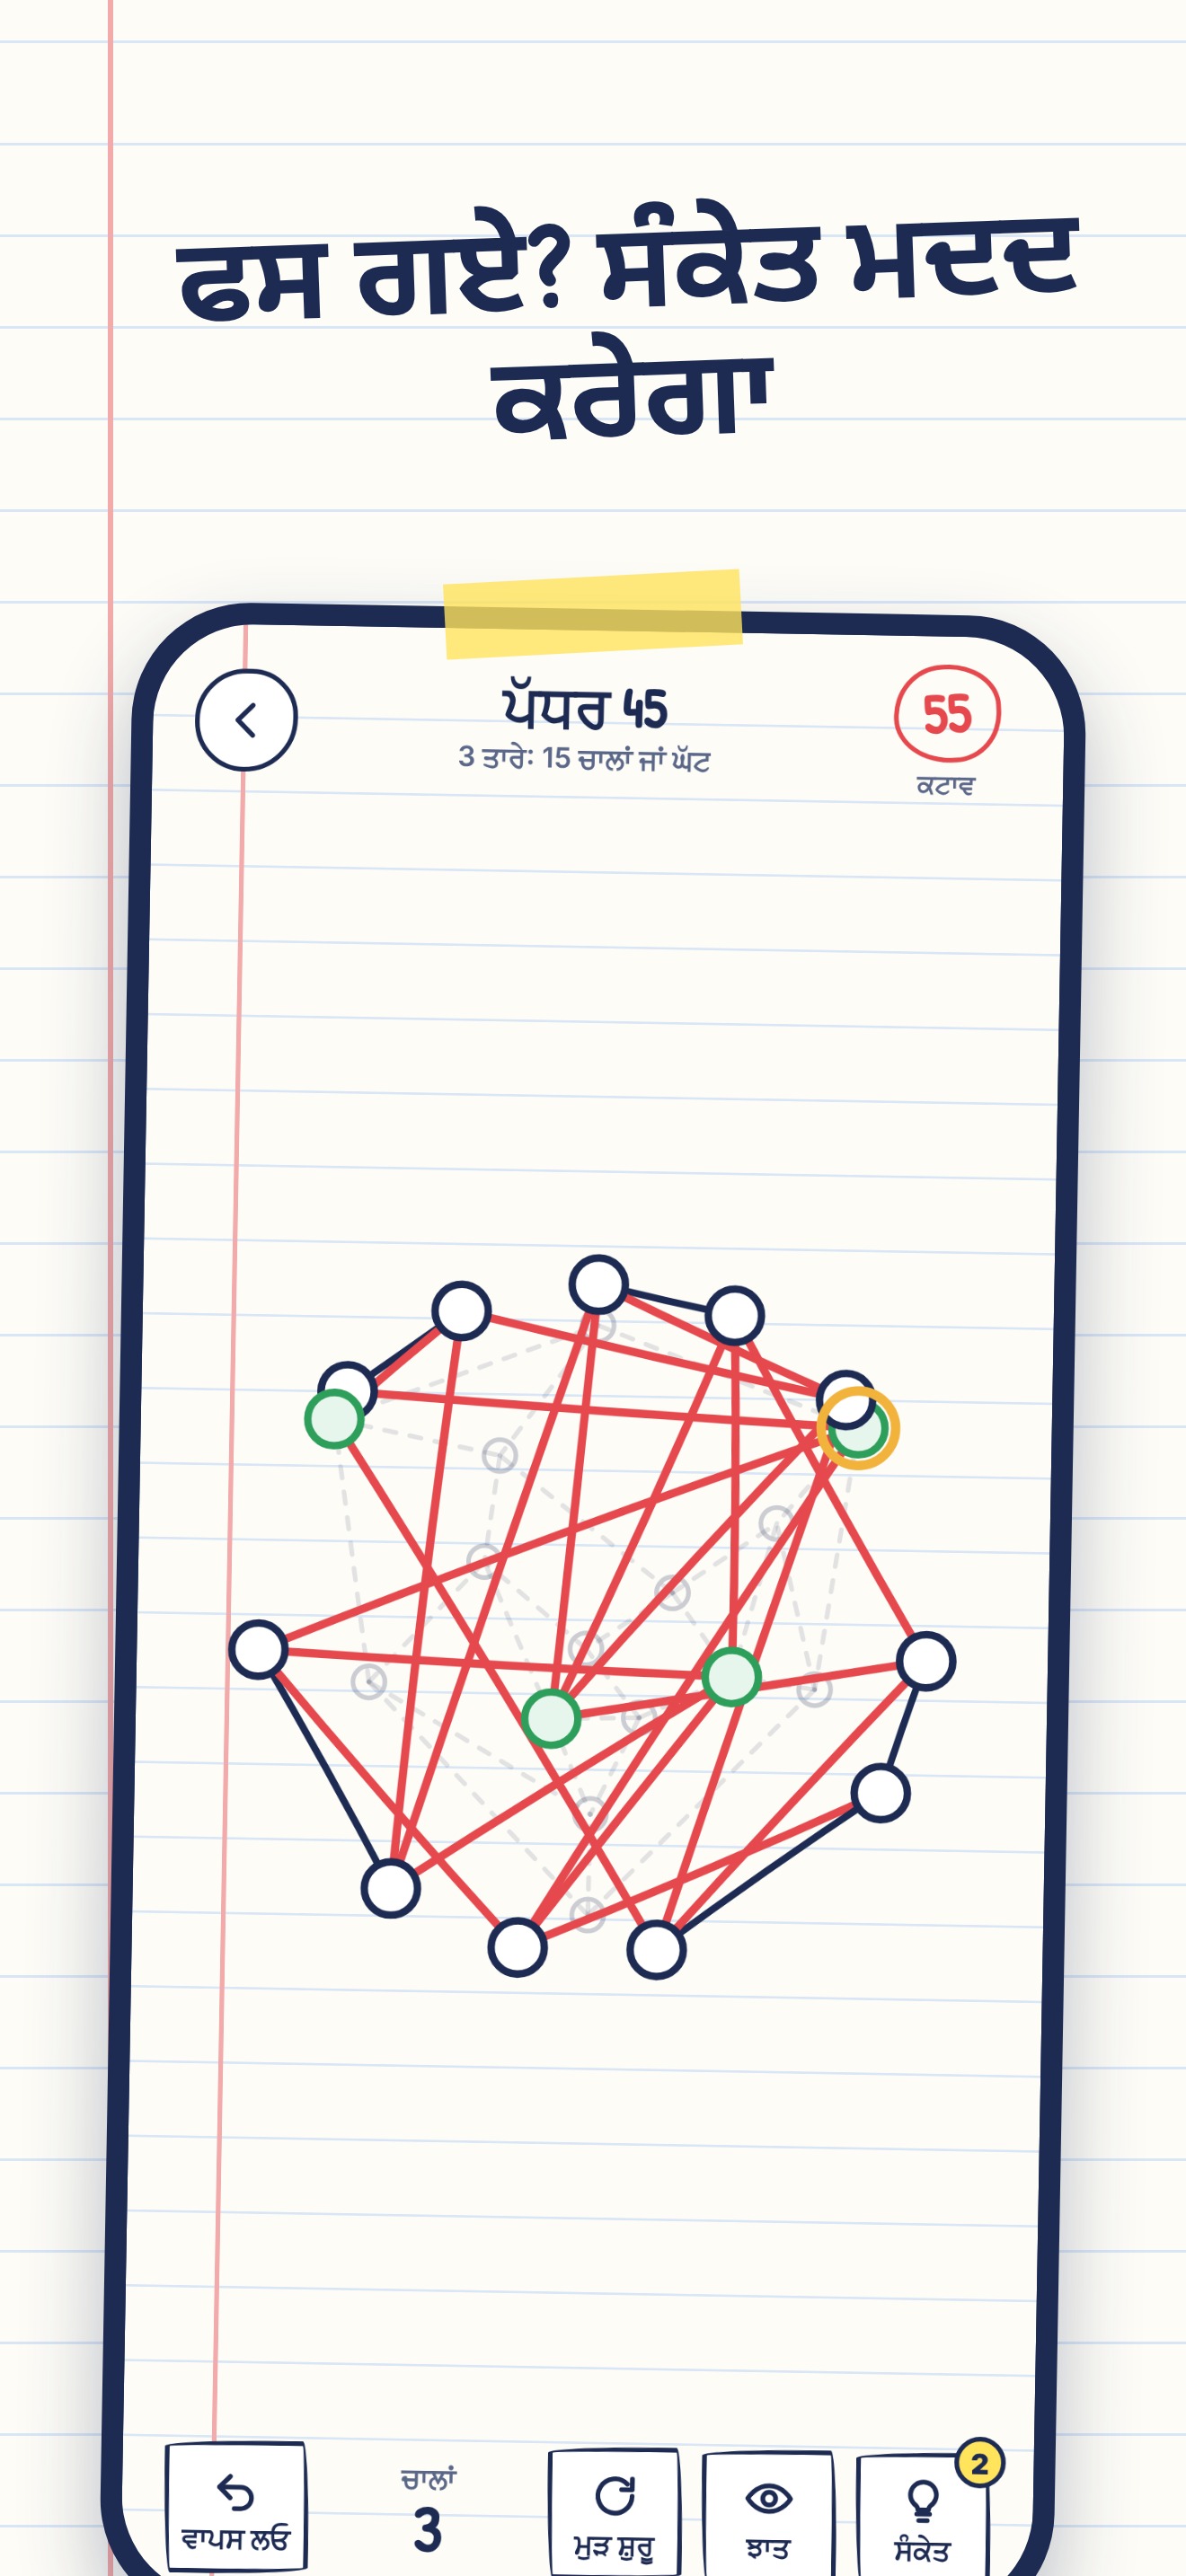 ਫਸ ਗਏ? ਸੰਕੇਤ ਮਦਦ
ਕਰੇਗਾ
ਪੱਧਰ 45
3 ਤਾਰੇ: 15 ਚਾਲਾਂ ਜਾਂ ਘੱਟ
55
ਕਟਾਵ
ਵਾਪਸ ਲਓ
ਚਾਲਾਂ
3
ਮੁੜ ਸ਼ੁਰੂ
ਝਾਤ
2
ਸੰਕੇਤ